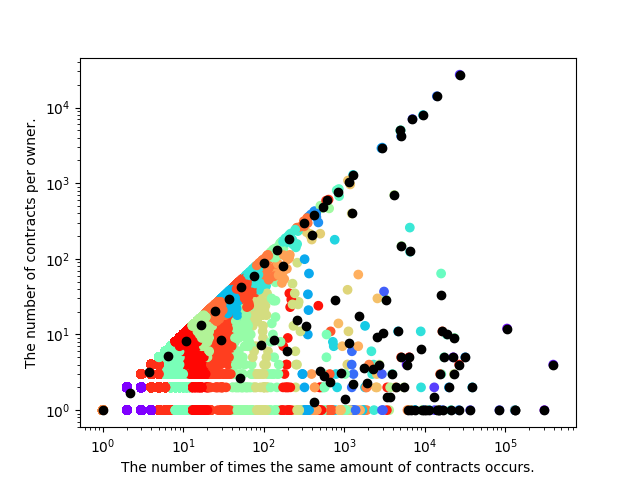 The number of contracts per owner.
10⁴
10³
10²
10¹
10⁰
10⁰ 10¹ 10² 10³ 10⁴ 10⁵
The number of times the same amount of contracts occurs.